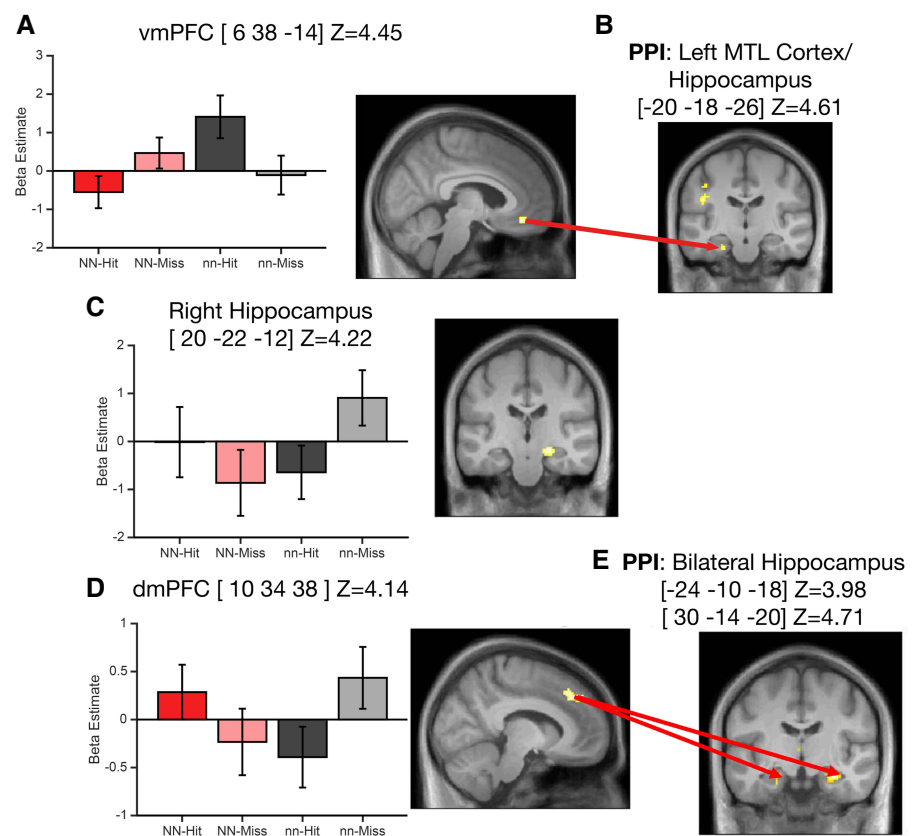 A
vmPFC [ 6 38 -14] Z=4.45
3
2
1
0
-1
-2
Beta Estimate
NN-Hit NN-Miss nn-Hit nn-Miss
B
PPI: Left MTL Cortex/
Hippocampus
[-20 -18 -26] Z=4.61
C
Right Hippocampus
[ 20 -22 -12] Z=4.22
2
1
0
-1
-2
Beta Estimate
NN-Hit NN-Miss nn-Hit nn-Miss
D
dmPFC [ 10 34 38 ] Z=4.14
1
0.5
0
-0.5
-1
Beta Estimate
NN-Hit NN-Miss nn-Hit nn-Miss
E PPI: Bilateral Hippocampus
[-24 -10 -18] Z=3.98
[ 30 -14 -20] Z=4.71